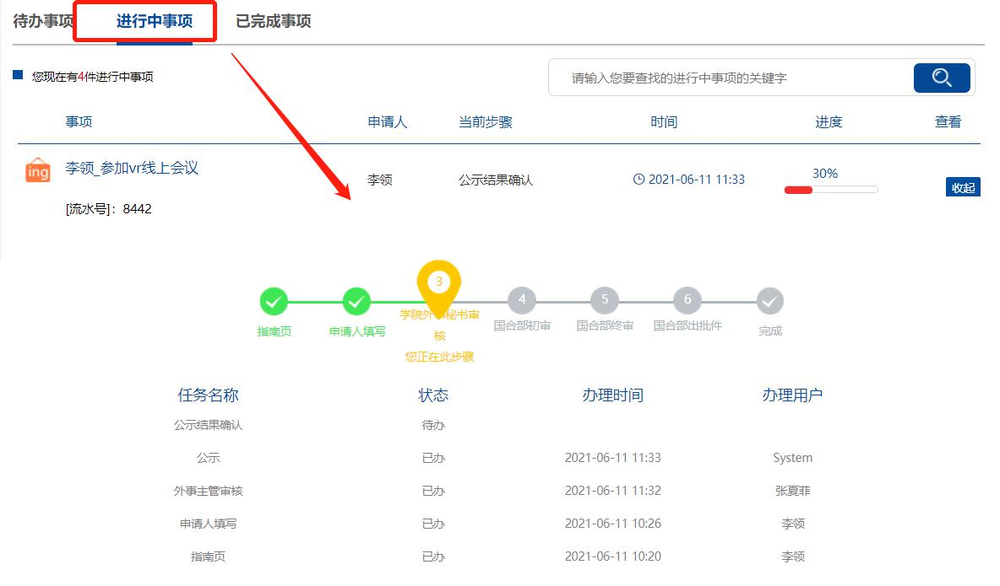 待办事项 进行中事项 已完成事项
您现在有4件进行中事项 请输入您要查找的进行中事项的关键字
事项 申请人 当前步骤 时间 进度 查看
ing 李领_参加vr线上会议 李领 公示结果确认 2021-06-11 11:33 30% 收起
[流水号]：8442
3 4 5 6
指南页 申请人填写 学院外事秘书审 国合部初审 国合部终审 国合部出批件 完成
核
您正在此步骤
任务名称 状态 办理时间 办理用户
公示结果确认 待办
公示 已办 2021-06-11 11:33 System
外事主管审核 已办 2021-06-11 11:32 张夏菲
申请人填写 已办 2021-06-11 10:26 李领
指南页 已办 2021-06-11 10:20 李领